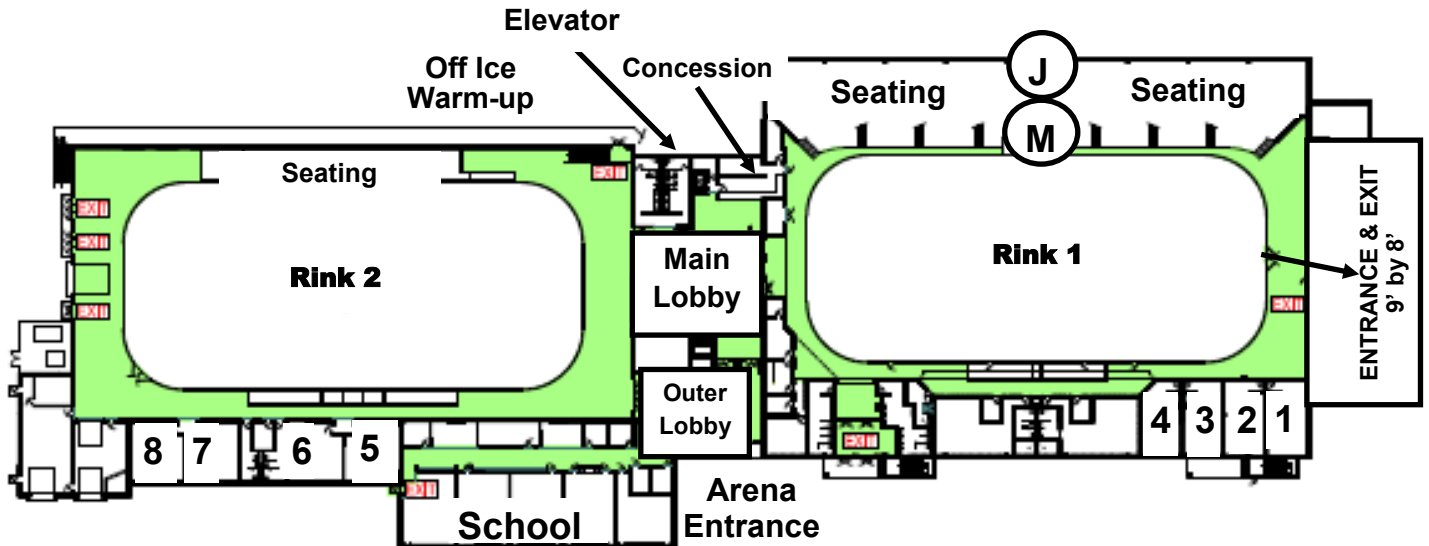 Elevator
Off Ice
Warm-up
Concession
J
Seating
Seating
M
Seating
EXIT
EXIT
EXIT
EXIT
Rink 2
Main
Lobby
Rink 1
EXIT
ENTRANCE & EXIT
9’ by 8’
Outer
Lobby
8
7
6
5
EXIT
4
3
2
1
EXIT
School
Arena
Entrance